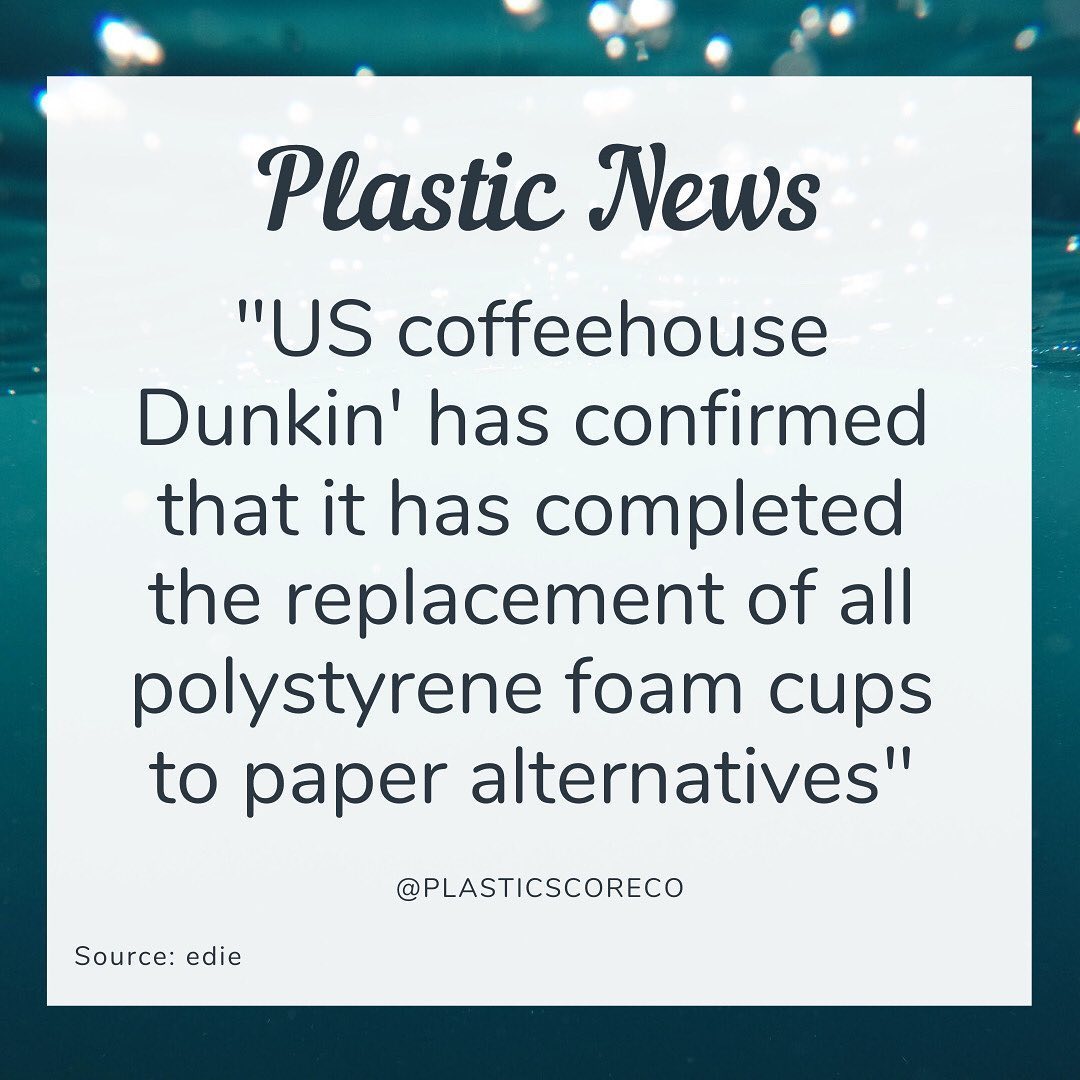 Plastic News
"US coffeehouse
Dunkin' has confirmed
that it has completed
the replacement of all
polystyrene foam cups
to paper alternatives"
@PLASTICSCORECO
Source: edie